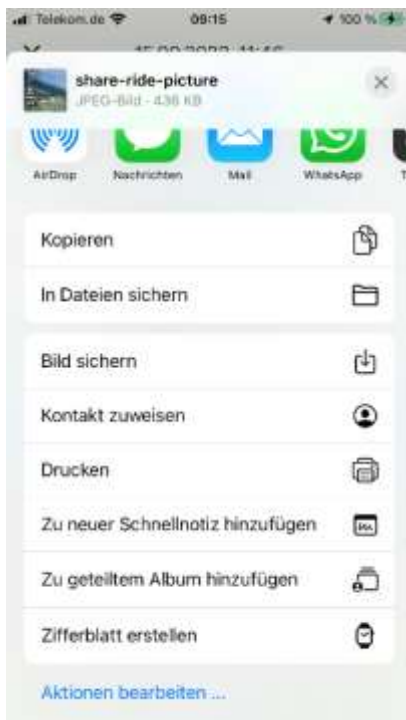 Telekom.de 09:15 100 %
share-ride-picture
JPEG-Bild - 436 KB
AirDrop Nachrichten Mail WhatsApp
Kopieren
In Dateien sichern
Bild sichern
Kontakt zuweisen
Drucken
Zu neuer Schnellnotiz hinzufügen
Zu geteiltem Album hinzufügen
Zifferblatt erstellen
Aktionen bearbeiten ...